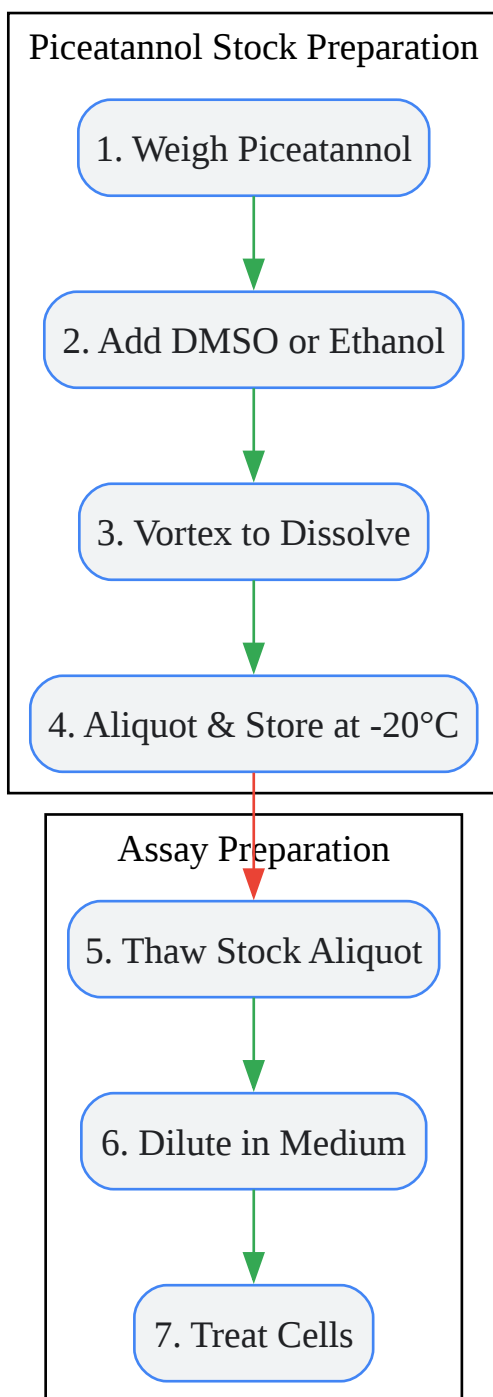 Piceatannol Stock Preparation
1. Weigh Piceatannol
2. Add DMSO or Ethanol
3. Vortex to Dissolve
4. Aliquot & Store at -20°C
Assay Preparation
5. Thaw Stock Aliquot
6. Dilute in Medium
7. Treat Cells